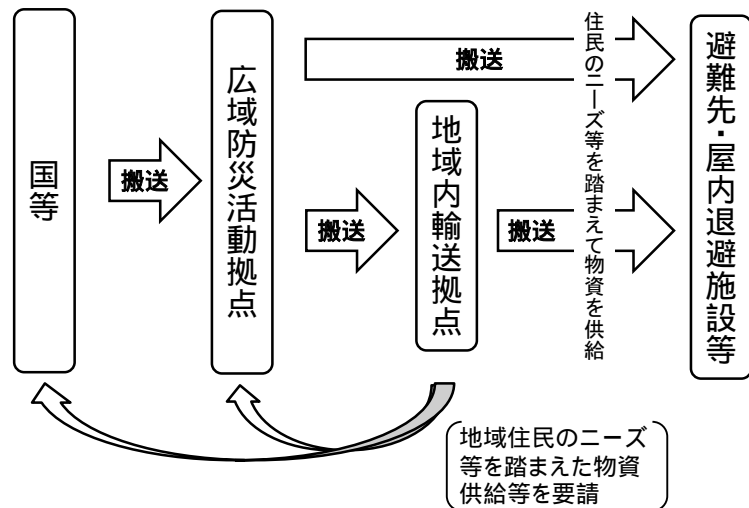 国等
搬送
広域防災活動拠点
搬送
搬送
地域内輸送拠点
搬送
住民のニーズ等を踏まえて物資を供給
避難先・屋内退避施設等
地域住民のニーズ
等を踏まえた物資
供給等を要請